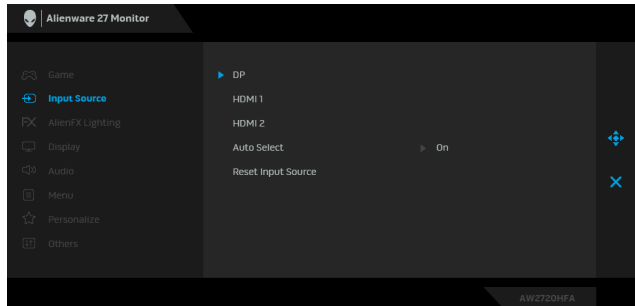 Alienware 27 Monitor
Game
Input Source
FX AlienFX Lighting
Display
Audio
Menu
Personalize
Others
DP
HDMI 1
HDMI 2
Auto Select On
Reset Input Source
AW2720HFA